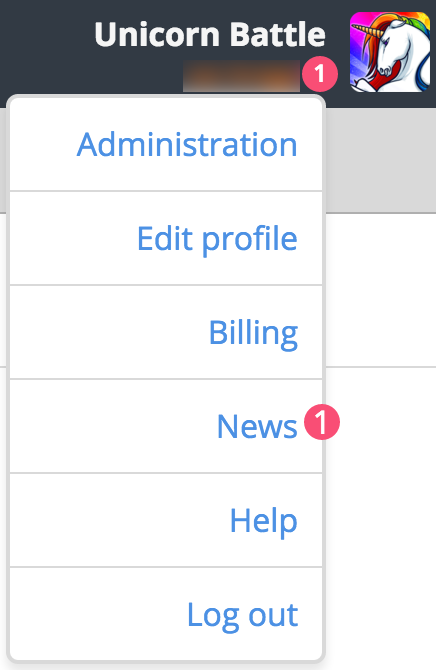 Unicorn Battle
1
Administration
Edit profile
Billing
News 1
Help
Log out